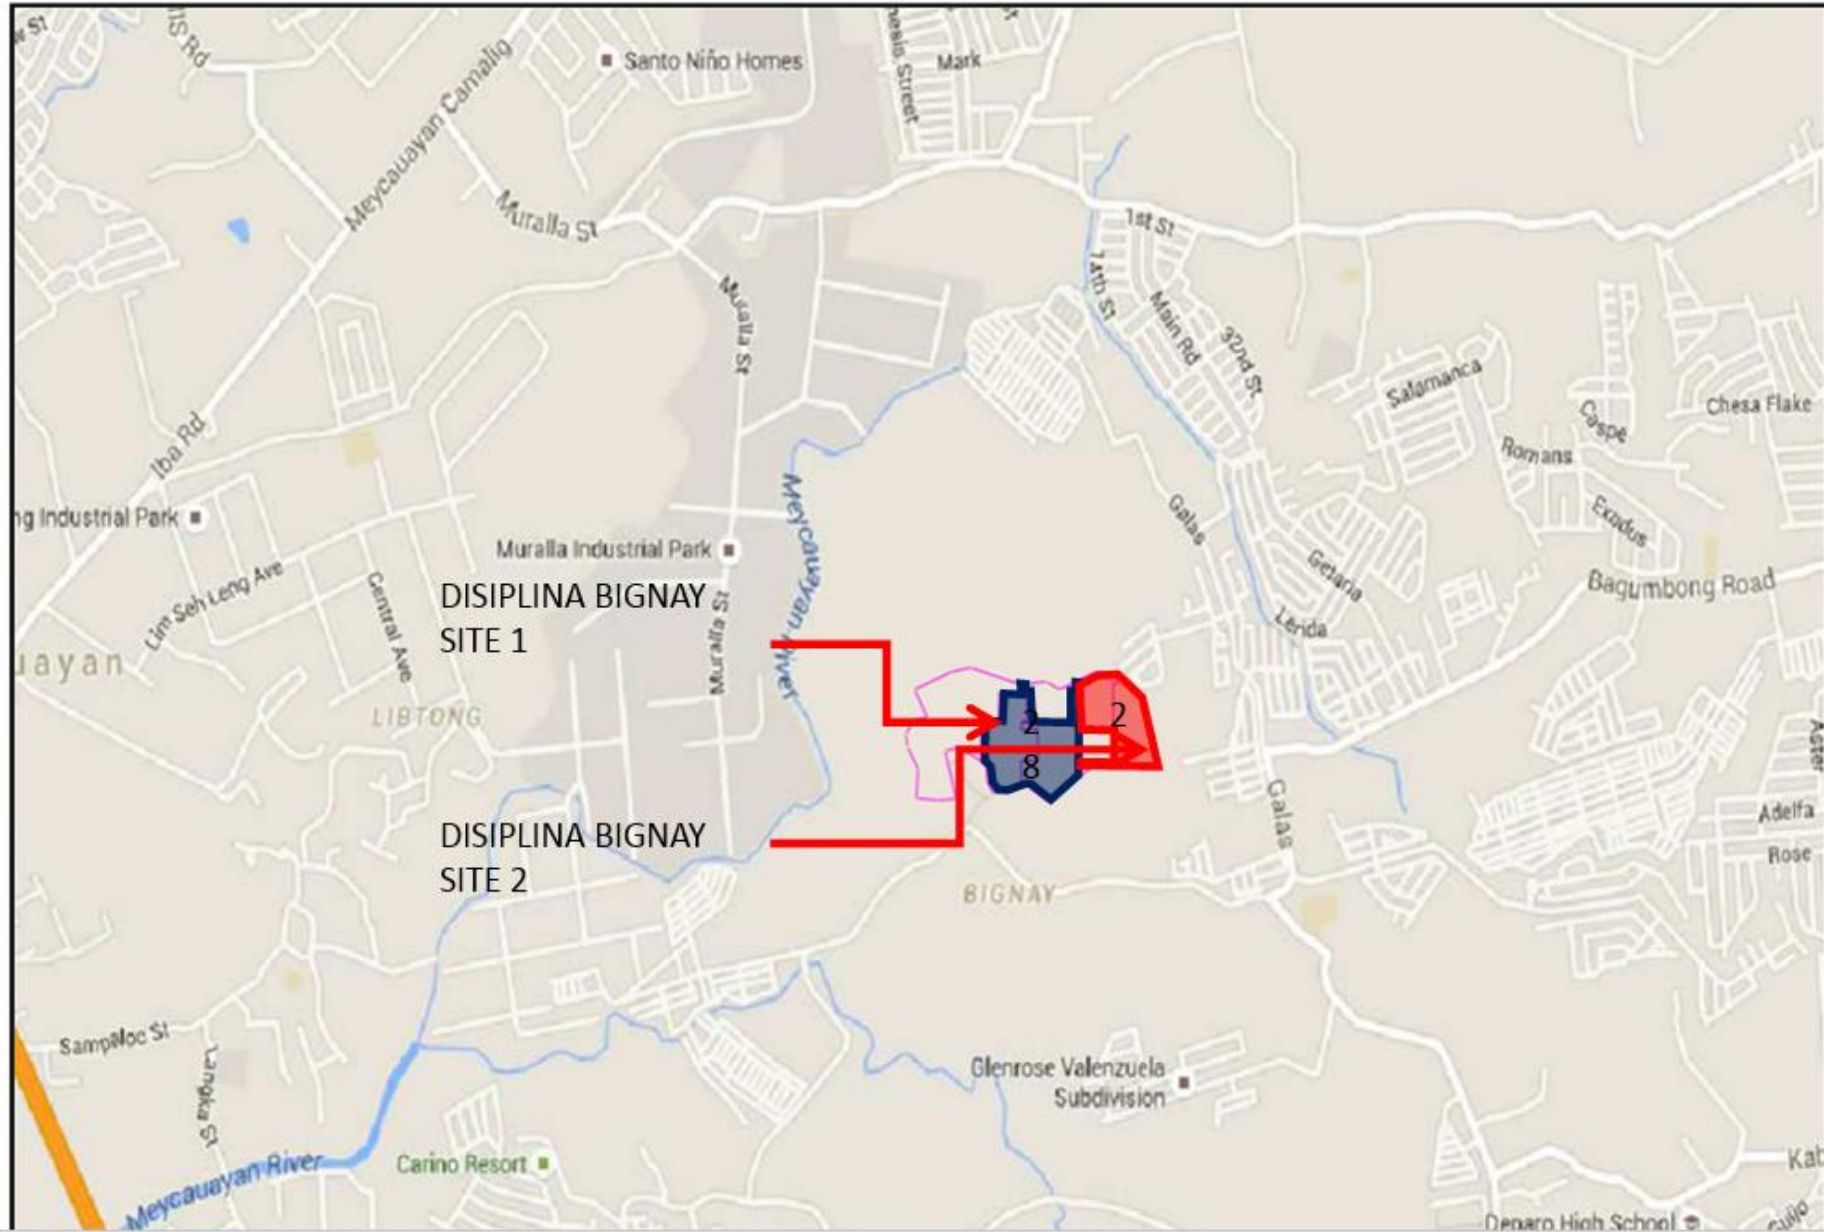 Santo Niño Homes
Mark
Street
Meycauayan Camalig
Muralla St
1st St
14th St
Main Rd
32nd St
Muralla St
Salamanca
Chesa Flake
Caspe
Romans
Iba Rd
ng Industrial Park
Exodus
Galas
Meycauayan River
Muralla Industrial Park
Getaria
Bagumbong Road
DISIPLINA BIGNAY
SITE 1
Lim Seh Leng Ave
Central Ave
Muralla St
Lerida
uayan
LIBTONG
2
2
8
Aster
Galas
Adelfa
DISIPLINA BIGNAY
SITE 2
Rose
BIGNAY
Sampaloc St
Langka St
Glenrose Valenzuela
Subdivision
Carino Resort
Meycauayan River
Kab
Deparo High School